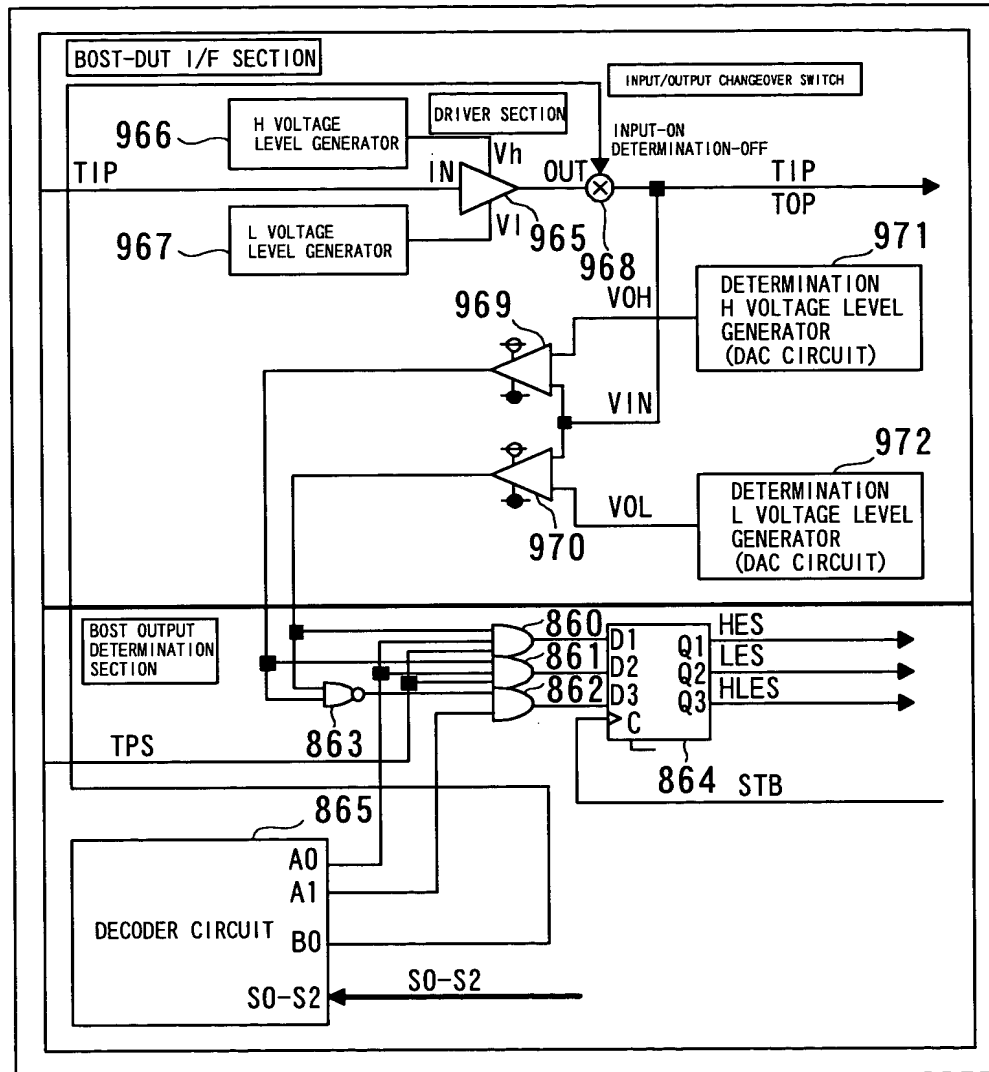 BOST-DUT I/F SECTION
INPUT/OUTPUT CHANGEOVER SWITCH
966
H VOLTAGE
LEVEL GENERATOR
DRIVER SECTION
INPUT-ON
DETERMINATION-OFF
TIP
IN
Vh
OUT
TIP
TOP
967
L VOLTAGE
LEVEL GENERATOR
Vl
965
968
971
969
VOH
DETERMINATION
H VOLTAGE LEVEL
GENERATOR
(DAC CIRCUIT)
VIN
972
970
VOL
DETERMINATION
L VOLTAGE LEVEL
GENERATOR
(DAC CIRCUIT)
BOST OUTPUT
DETERMINATION
SECTION
860
861
862
863
D1
D2
D3
C
Q1
Q2
Q3
HES
LES
HLES
864
TPS
STB
865
DECODER CIRCUIT
A0
A1
B0
S0-S2
S0-S2